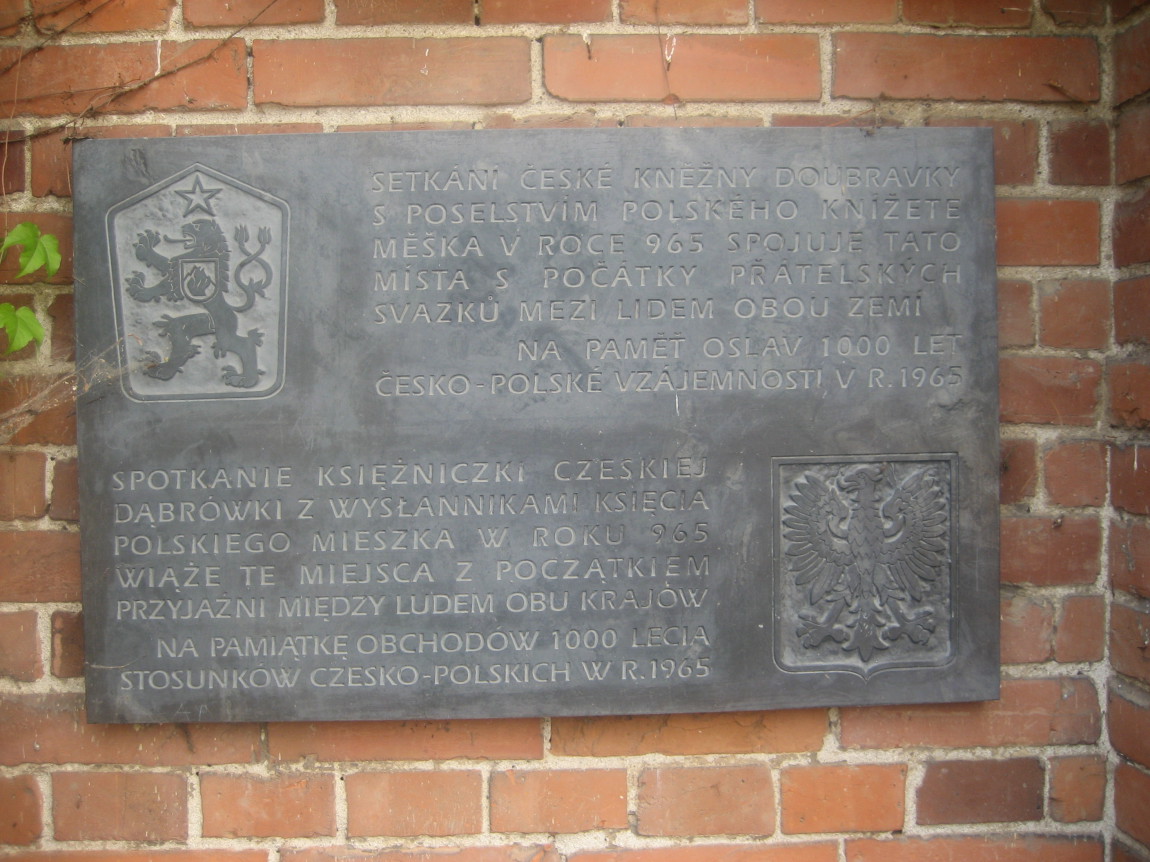 SETKÁNÍ ČESKÉ KNĚŽNY DOUBRAVKY
S POSELSTVÍM POLSKÉHO KNÍŽETE
MĚŠKA V ROCE 965 SPOJUJE TATO
MÍSTA S POČÁTKY PŘÁTELSKÝCH
SVAZKŮ MEZI LIDEM OBOU ZEMÍ
NA PAMĚŤ OSLAV 1000 LET
ČESKO-POLSKÉ VZÁJEMNOSTI V R.1965
SPOTKANIE KSIĘŻNICZKI CZESKIEJ
DĄBRÓWKI Z WYSŁANNIKAMI KSIĘCIA
POLSKIEGO MIESZKA W ROKU 965
WIĄŻE TE MIEJSCA Z POCZĄTKIEM
PRZYJAŹNI MIĘDZY LUDEM OBU KRAJÓW
NA PAMIĄTKĘ OBCHODÓW 1000 LECIA
STOSUNKÓW CZESKO-POLSKICH W R.1965